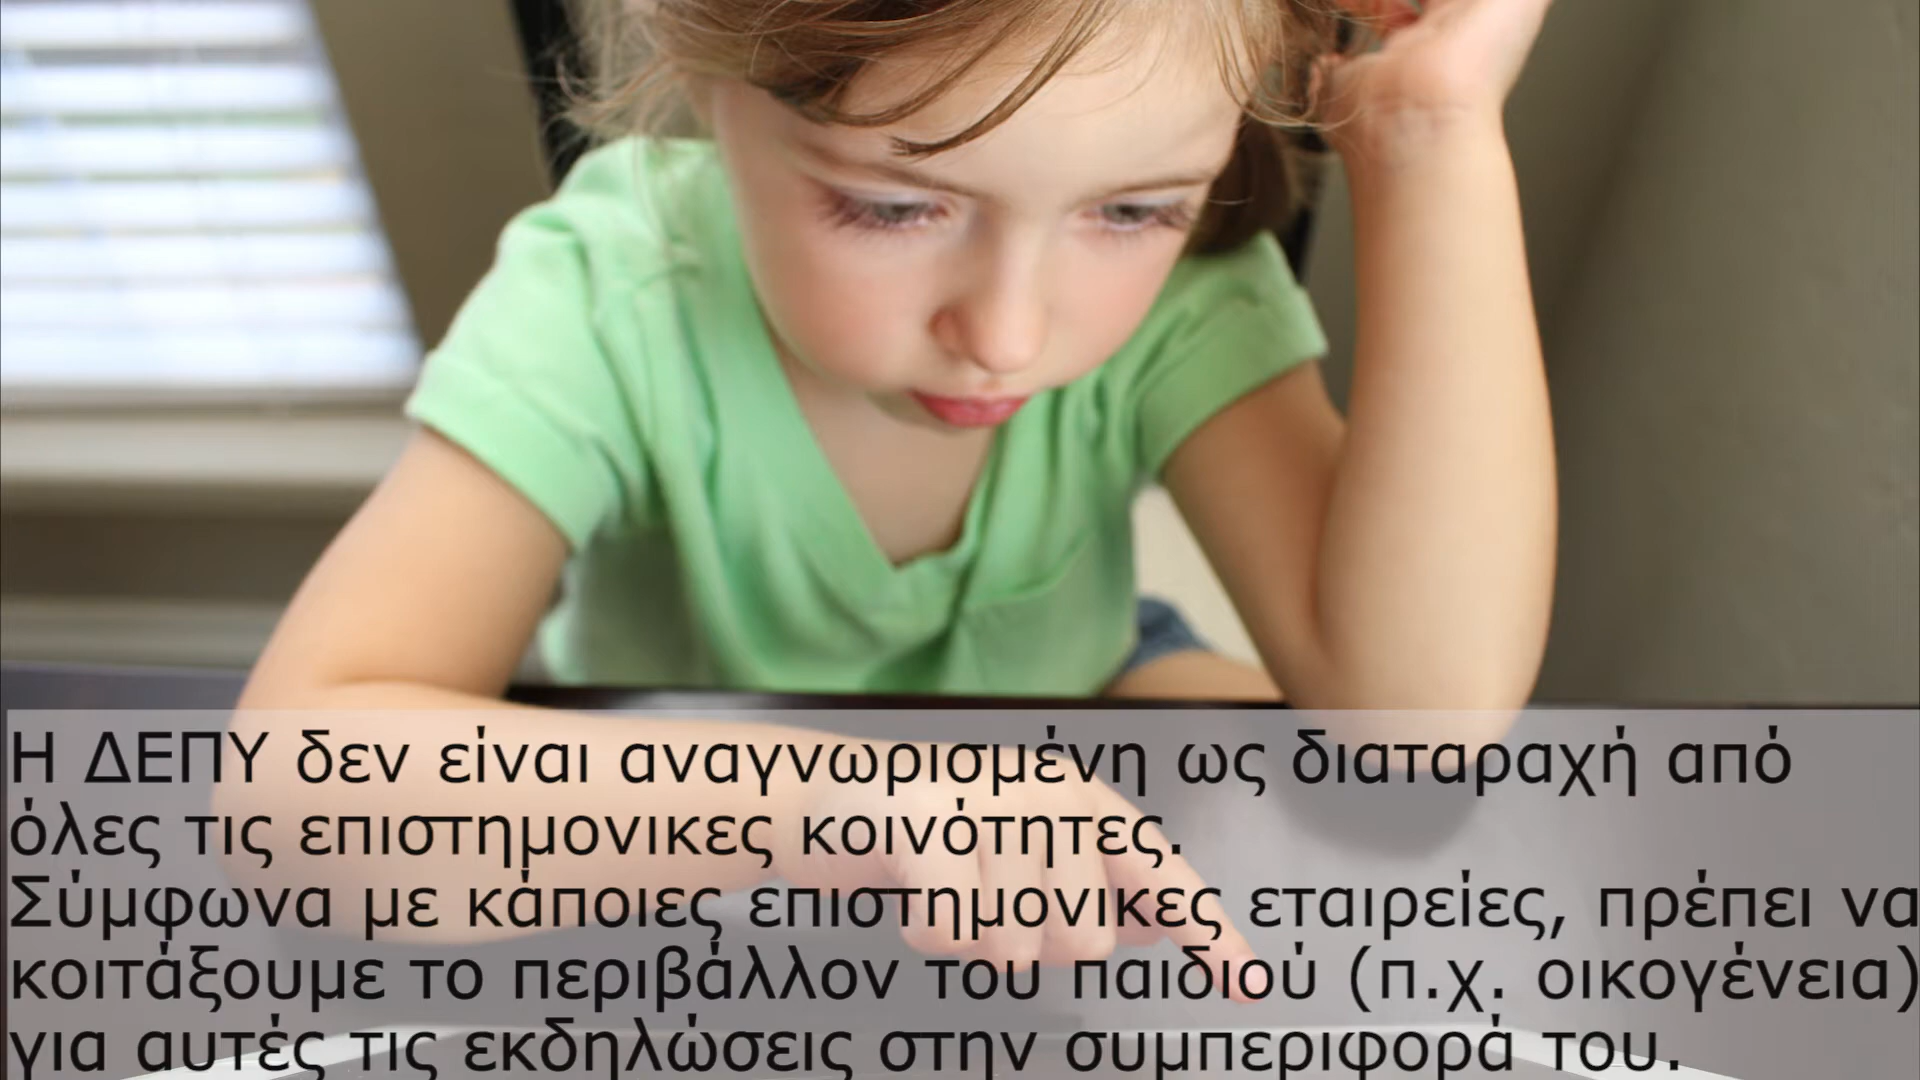 Η ΔΕΠΥ δεν είναι αναγνωρισμένη ως διαταραχή από
όλες τις επιστημονικες κοινότητες.
Σύμφωνα με κάποιες επιστημονικες εταιρείες, πρέπει να
κοιτάξουμε το περιβάλλον του παιδιού (π.χ. οικογένεια)
για αυτές τις εκδηλώσεις στην συμπεριφορά του.